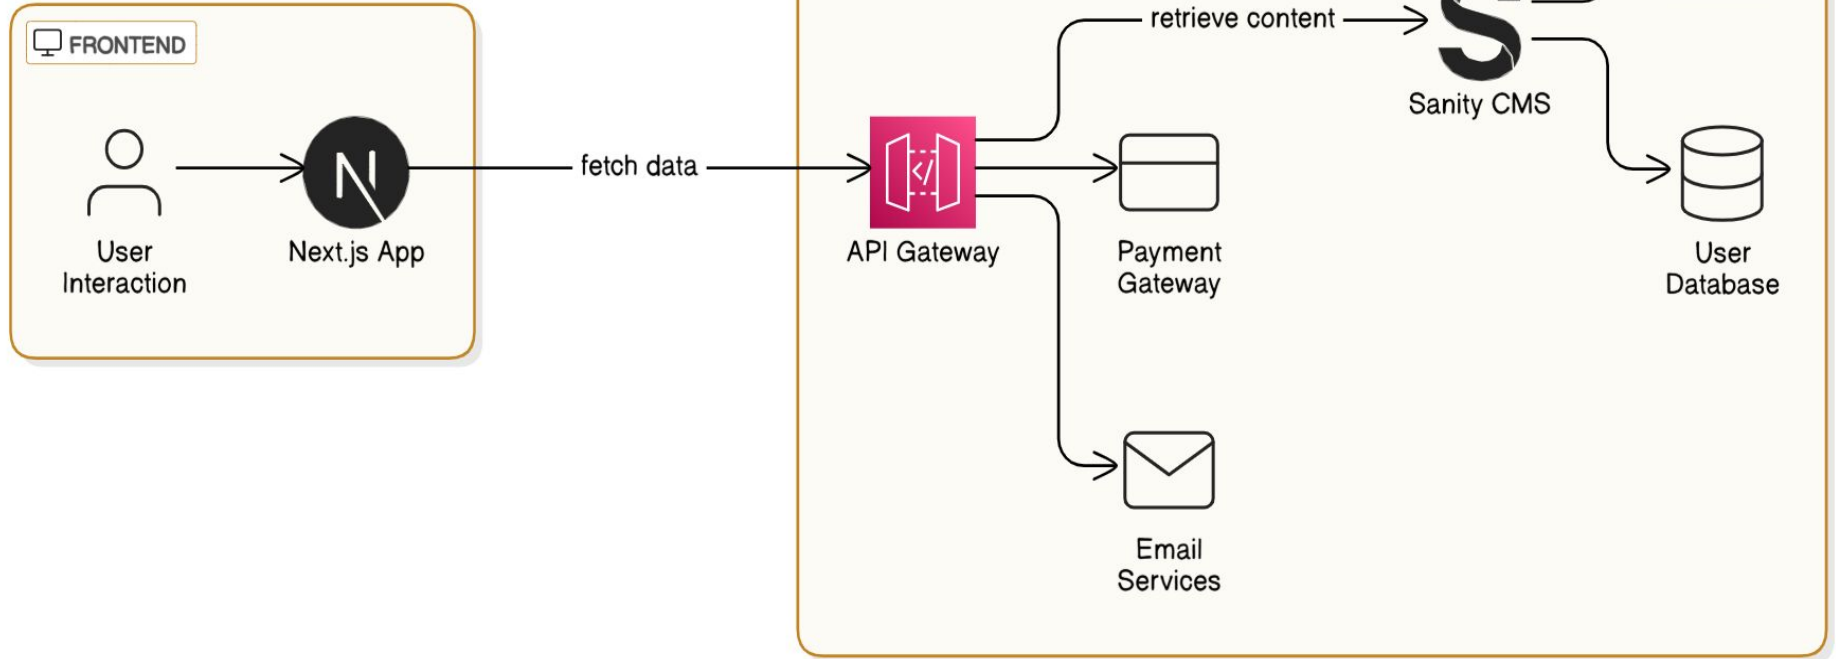 retrieve content
FRONTEND
Sanity CMS
fetch data
User
Interaction
Next.js App
API Gateway
Payment
Gateway
User
Database
Email
Services